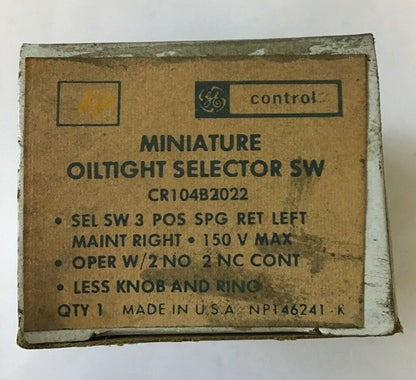 GE control
MINIATURE
OILTIGHT SELECTOR SW
CR104B2022
• SEL SW 3 POS SPG RET LEFT
MAINT RIGHT • 150 V MAX
• OPER W/2 NO 2 NC CONT
• LESS KNOB AND RING
QTY 1 MADE IN U.S.A. NP146241-K